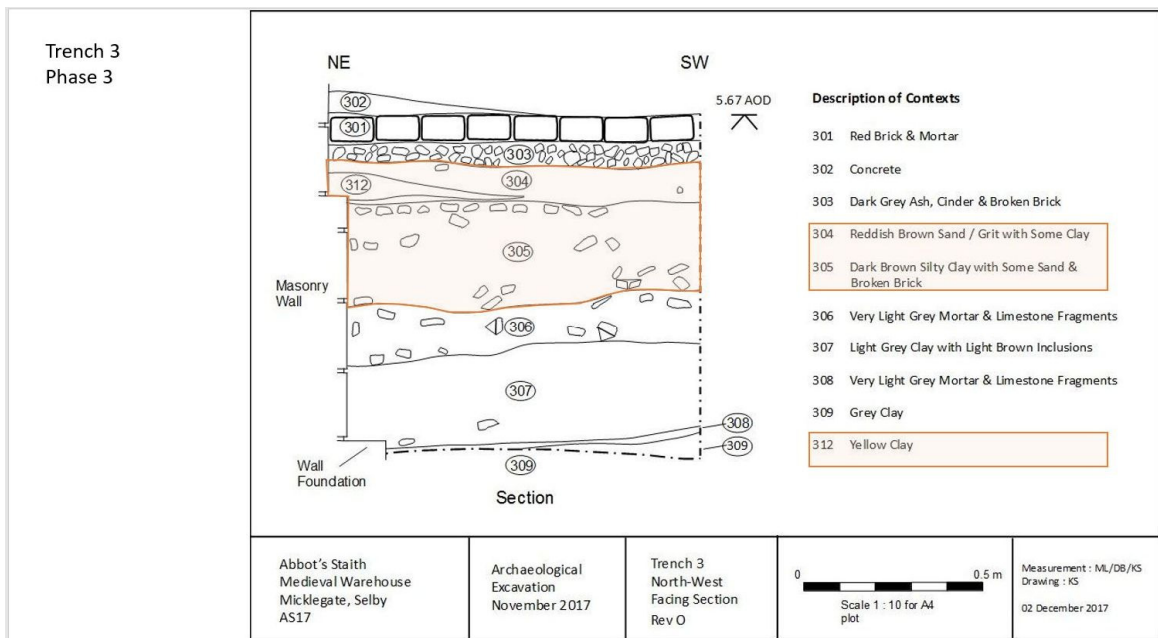 Trench 3
Phase 3
NE
SW
302
5.67 AOD
301
303
304
312
305
Masonry
Wall
306
307
308
309
309
Wall
Foundation
Section
Description of Contexts
301 Red Brick & Mortar
302 Concrete
303 Dark Grey Ash, Cinder & Broken Brick
304 Reddish Brown Sand / Grit with Some Clay
305 Dark Brown Silty Clay with Some Sand &
Broken Brick
306 Very Light Grey Mortar & Limestone Fragments
307 Light Grey Clay with Light Brown Inclusions
308 Very Light Grey Mortar & Limestone Fragments
309 Grey Clay
312 Yellow Clay
Abbot's Staith
Medieval Warehouse
Micklegate, Selby
AS17
Archaeological
Excavation
November 2017
Trench 3
North-West
Facing Section
Rev O
0 0.5 m
Scale 1 : 10 for A4
plot
Measurement : ML/DB/KS
Drawing : KS
02 December 2017